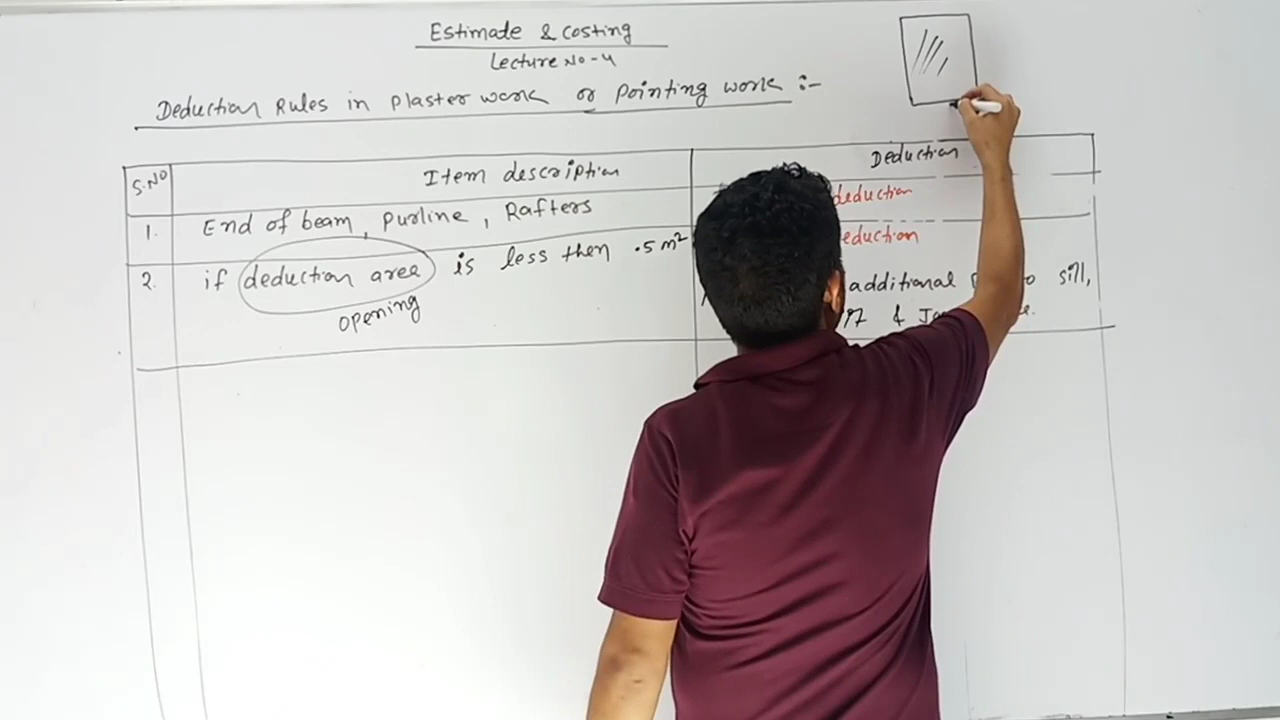 Estimate & costing
Lecture No-4
Deduction Rules in plaster work or pointing work :-
S.NO Item description Deduction
1. End of beam, purline, Rafters deduction
2. if deduction area is less then .5 m² eduction
opening
additional sill,
&